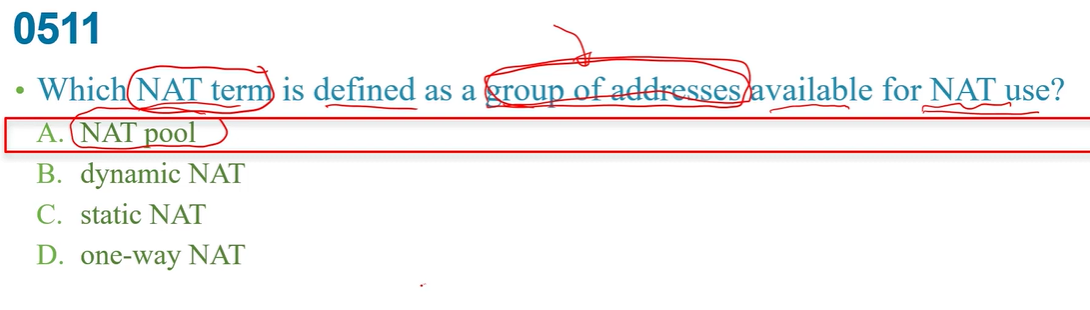 0511
• Which NAT term is defined as a group of addresses available for NAT use?
A. NAT pool
B. dynamic NAT
C. static NAT
D. one-way NAT